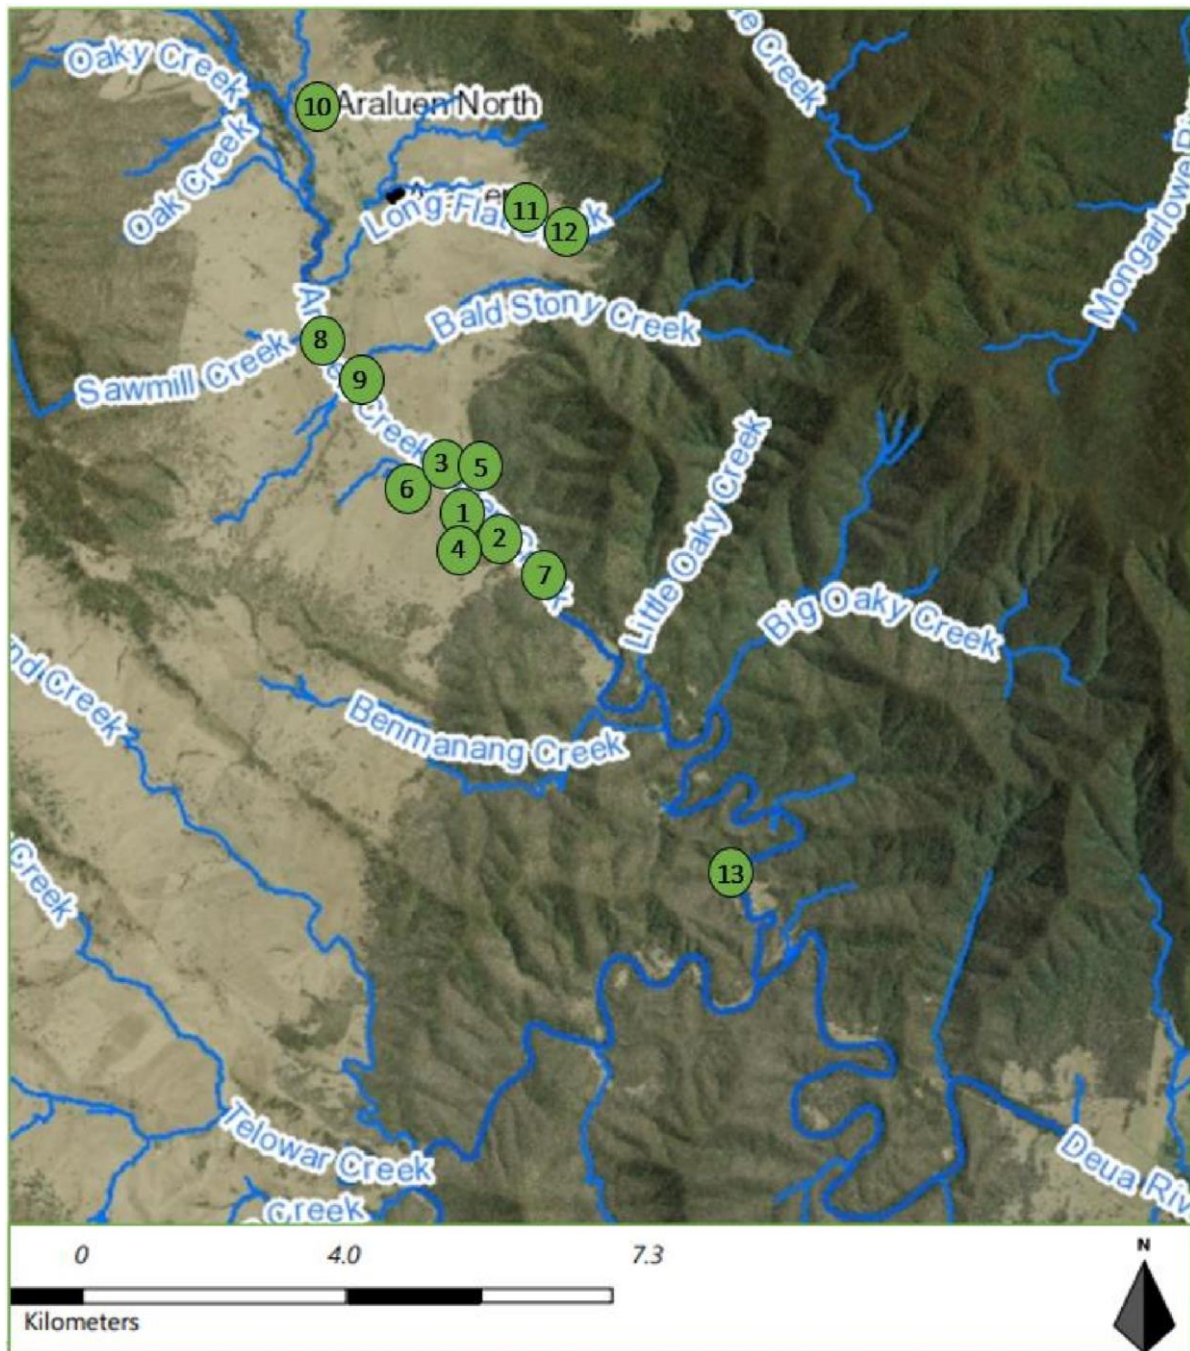 Oaky Creek
Creek
10
Araluen North
Oak Creek
11
Long Flat
12
Mongarlowe
Bald Stony Creek
8
Sawmill Creek
9
Creek
3
5
6
1
2
4
7
Little Oaky Creek
Big Oaky Creek
Creek
Benmanang Creek
13
Creek
Telowar Creek
Creek
Deua
0 4.0 7.3
Kilometers
N